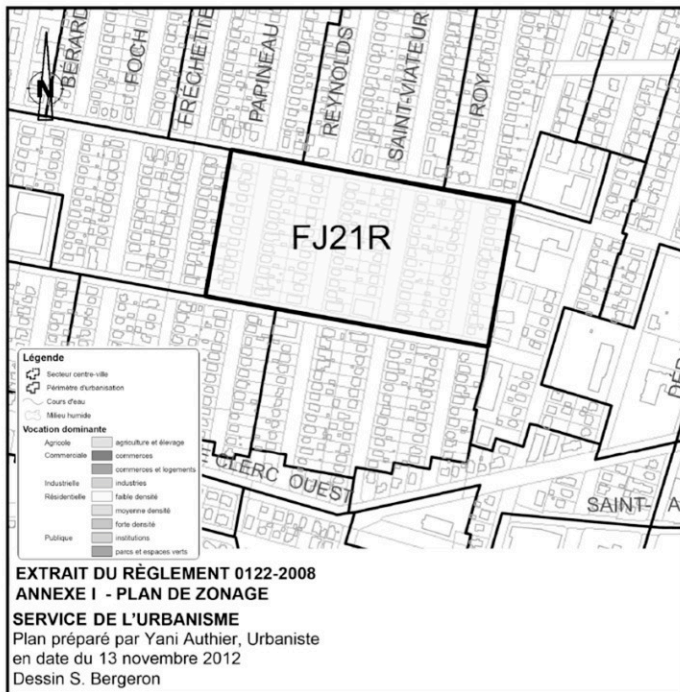 BÉRARD
FOCH
FRÉCHETTE
PAPINEAU
REYNOLDS
SAINT-VIATEUR
ROY
N
FJ21R
Légende
Secteur centre-ville
Périmètre d'urbanisation
Cours d'eau
Milieu humide
Vocation dominante
Agricole agriculture et élevage
Commerciale commerces
commerces et logements
Industrielle industries
Résidentielle faible densité
moyenne densité
forte densité
Publique institutions
parcs et espaces verts
CLERC OUEST
SAINT- A
EXTRAIT DU RÈGLEMENT 0122-2008
ANNEXE I - PLAN DE ZONAGE
SERVICE DE L'URBANISME
Plan préparé par Yani Authier, Urbaniste
en date du 13 novembre 2012
Dessin S. Bergeron